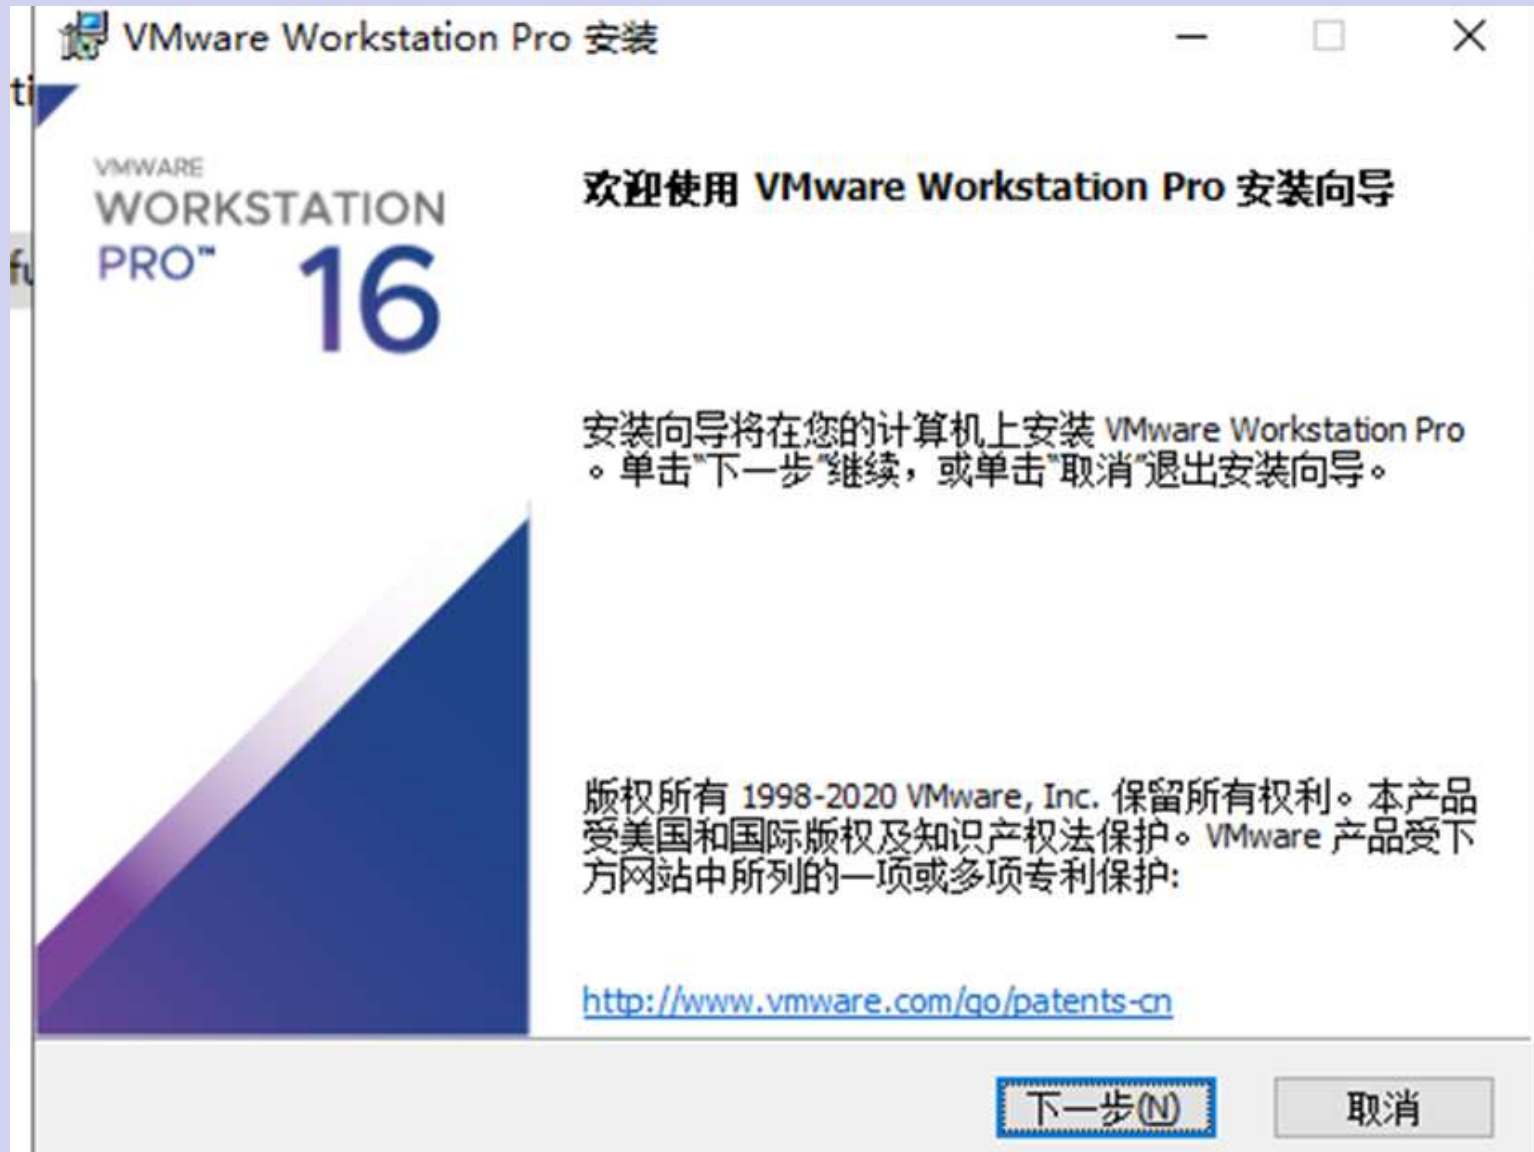 VMware Workstation Pro 安装
ti
VMWARE
WORKSTATION
PRO™ 16
fu
欢迎使用 VMware Workstation Pro 安装向导
安装向导将在您的计算机上安装 VMware Workstation Pro
。单击"下一步"继续，或单击"取消"退出安装向导。
版权所有 1998-2020 VMware, Inc. 保留所有权利。本产品
受美国和国际版权及知识产权法保护。VMware 产品受下
方网站中所列的一项或多项专利保护:
http://www.vmware.com/go/patents-cn
下一步(N)
取消